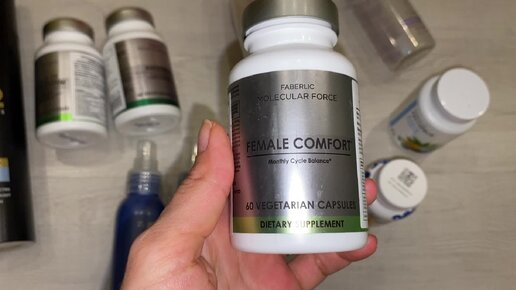 FABERLIC
MOLECULAR FORCE
FEMALE COMFORT
Monthly Cycle Balance*
60 VEGETARIAN CAPSULES
DIETARY SUPPLEMENT